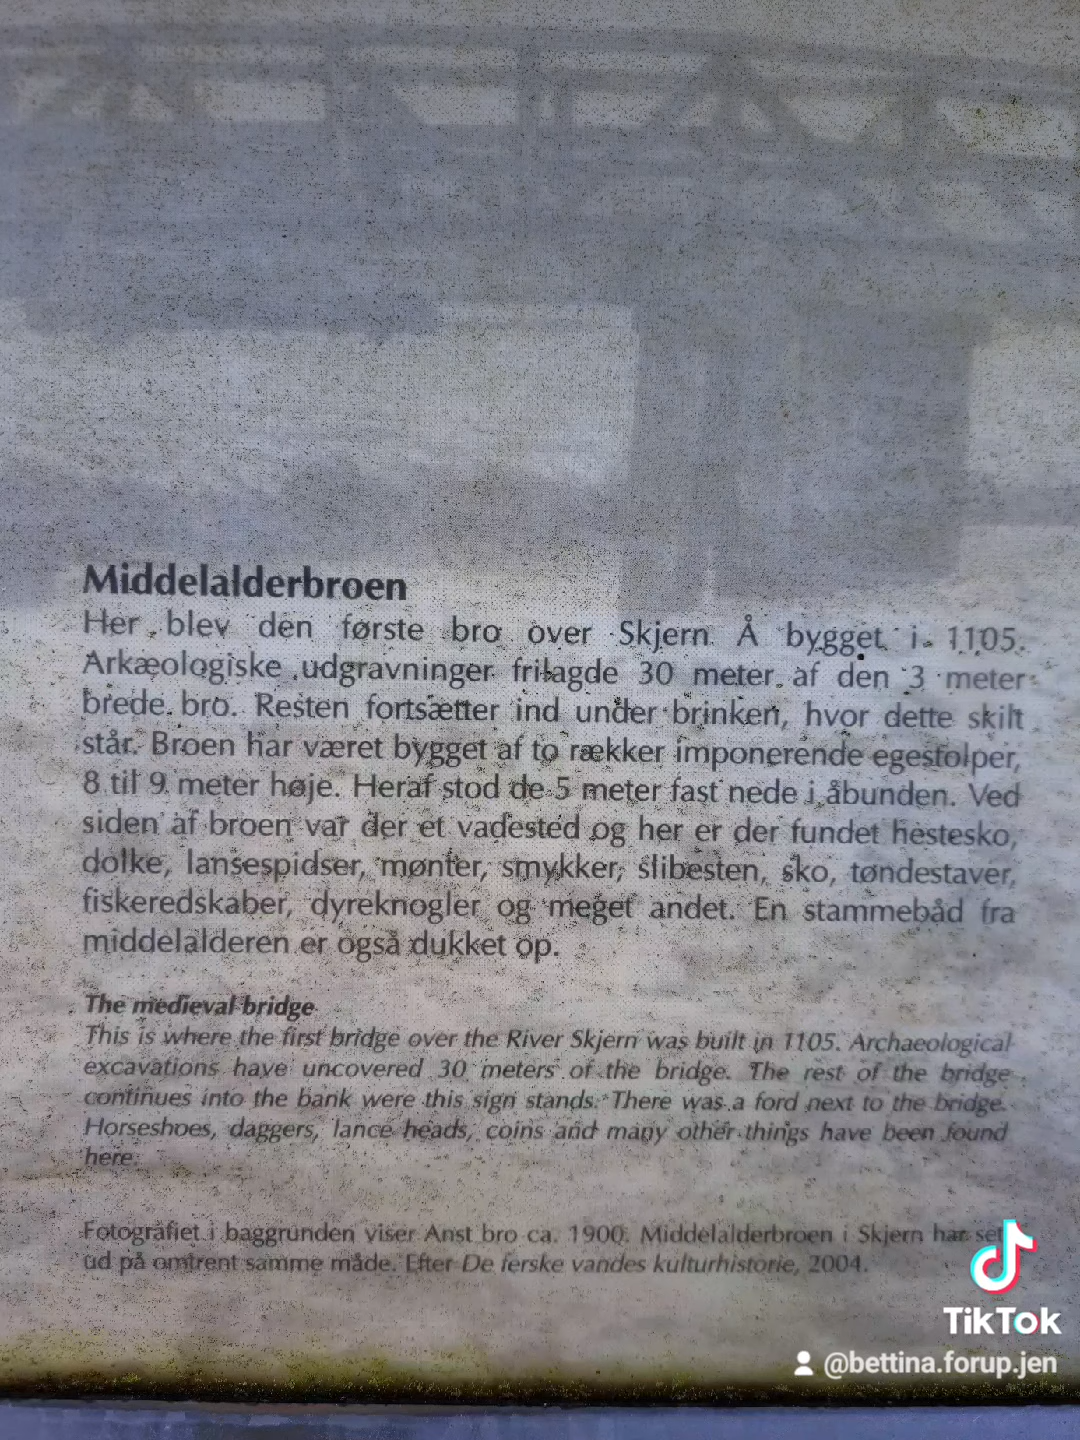 Middelalderbroen
Her blev den første bro over Skjern Å bygget i 1105.
Arkæologiske udgravninger frilagde 30 meter af den 3 meter
brede bro. Resten fortsætter ind under brinken, hvor dette skilt
står. Broen har været bygget af to rækker imponerende egestolper,
8 til 9 meter høje. Heraf stod de 5 meter fast nede i åbunden. Ved
siden af broen var der et vadested og her er der fundet hestesko,
dolke, lansespidser, mønter, smykker, slibesten, sko, tøndestaver,
fiskeredskaber, dyreknogler og meget andet. En stammebåd fra
middelalderen er også dukket op.
The medieval bridge
This is where the first bridge over the River Skjern was built in 1105. Archaeological
excavations have uncovered 30 meters of the bridge. The rest of the bridge
continues into the bank were this sign stands. There was a ford next to the bridge.
Horseshoes, daggers, lance heads, coins and many other things have been found
here.
Fotografiet i baggrunden viser Anst bro ca. 1900. Middelalderbroen i Skjern har set
ud på omtrent samme måde. Efter De ferske vandes kulturhistorie, 2004.
TikTok
@bettina.forup.jen